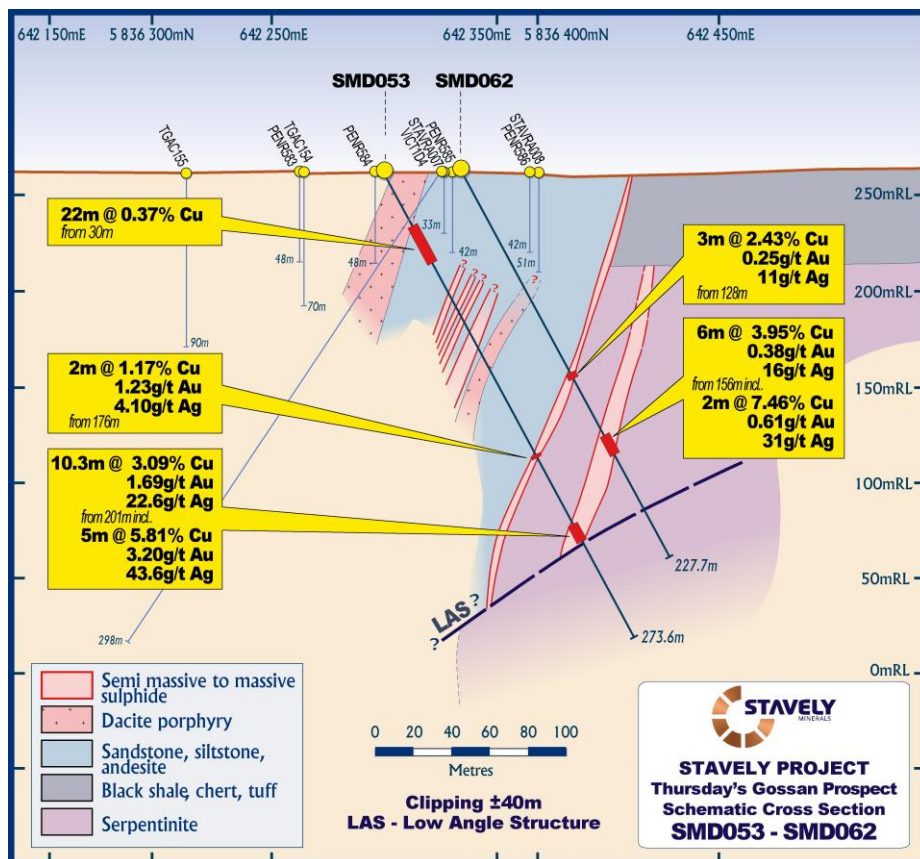 642 150mE
5 836 300mN
642 250mE
642 350mE
5 836 400mN
642 450mE
SMD053
SMD062
TGAC155
PENR583
TGAC154
PENR584
STAVRA007
VICT1D4
PENR585
PENR586
STAVRA008
250mRL
200mRL
150mRL
100mRL
50mRL
0mRL
22m @ 0.37% Cu
from 30m
33m
48m
48m
42m
42m
51m
70m
90m
? ? ? ? ?
?
3m @ 2.43% Cu
0.25g/t Au
11g/t Ag
from 128m
6m @ 3.95% Cu
0.38g/t Au
16g/t Ag
from 156m incl.
2m @ 7.46% Cu
0.61g/t Au
31g/t Ag
2m @ 1.17% Cu
1.23g/t Au
4.10g/t Ag
from 176m
10.3m @ 3.09% Cu
1.69g/t Au
22.6g/t Ag
from 201m incl.
5m @ 5.81% Cu
3.20g/t Au
43.6g/t Ag
227.7m
273.6m
298m
? LAS ?
Semi massive to massive
sulphide
Dacite porphyry
Sandstone, siltstone,
andesite
Black shale, chert, tuff
Serpentinite
0 20 40 60 80 100
Metres
Clipping ±40m
LAS - Low Angle Structure
STAVELY
MINERALS
STAVELY PROJECT
Thursday's Gossan Prospect
Schematic Cross Section
SMD053 - SMD062